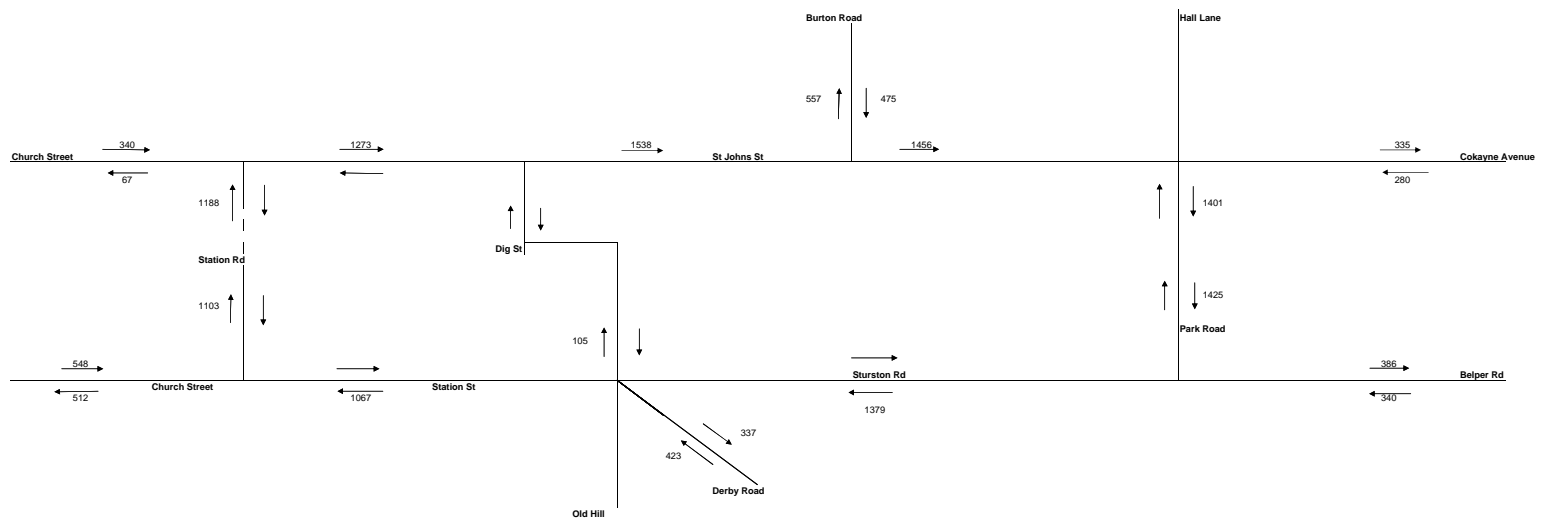 Burton Road
Hall Lane
557
475
340
1273
1538
1456
335
Church Street
St Johns St
Cokayne Avenue
67
280
1188
1401
Dig St
Station Rd
1103
1425
105
Park Road
548
386
Church Street
Station St
Sturston Rd
Belper Rd
512
1067
340
1379
337
423
Derby Road
Old Hill